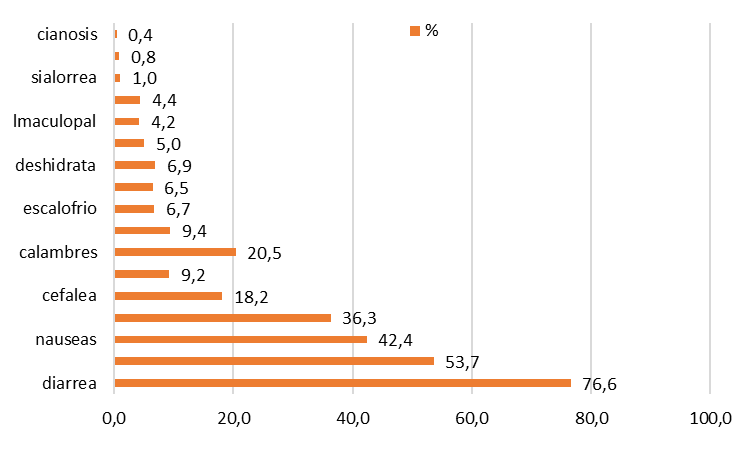 %
cianosis 0,4
0,8
sialorrea 1,0
4,4
lmaculopal 4,2
5,0
deshidrata 6,9
6,5
escalofrio 6,7
9,4
calambres 20,5
9,2
cefalea 18,2
36,3
nauseas 42,4
53,7
diarrea 76,6
0,0 20,0 40,0 60,0 80,0 100,0